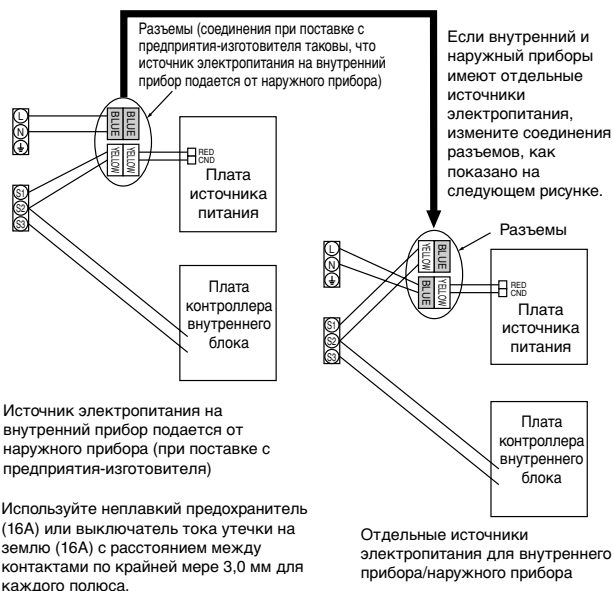 Разъемы (соединения при поставке с
предприятия-изготовителя таковы, что
источник электропитания на внутренний
прибор подается от наружного прибора)
Если внутренний и
наружный приборы
имеют отдельные
источники
электропитания,
измените соединения
разъемов, как
показано на
следующем рисунке.
L
N
BLUE
BLUE
YELLOW
YELLOW
RED
CND
Плата
источника
питания
S1
S2
S3
Плата
контроллера
внутреннего
блока
Разъемы
L
N
YELLOW
BLUE
BLUE
YELLOW
RED
CND
Плата
источника
питания
S1
S2
S3
Плата
контроллера
внутреннего
блока
Источник электропитания на
внутренний прибор подается от
наружного прибора (при поставке с
предприятия-изготовителя)
Используйте неплавкий предохранитель
(16А) или выключатель тока утечки на
землю (16А) с расстоянием между
контактами по крайней мере 3,0 мм для
каждого полюса.
Отдельные источники
электропитания для внутреннего
прибора/наружного прибора